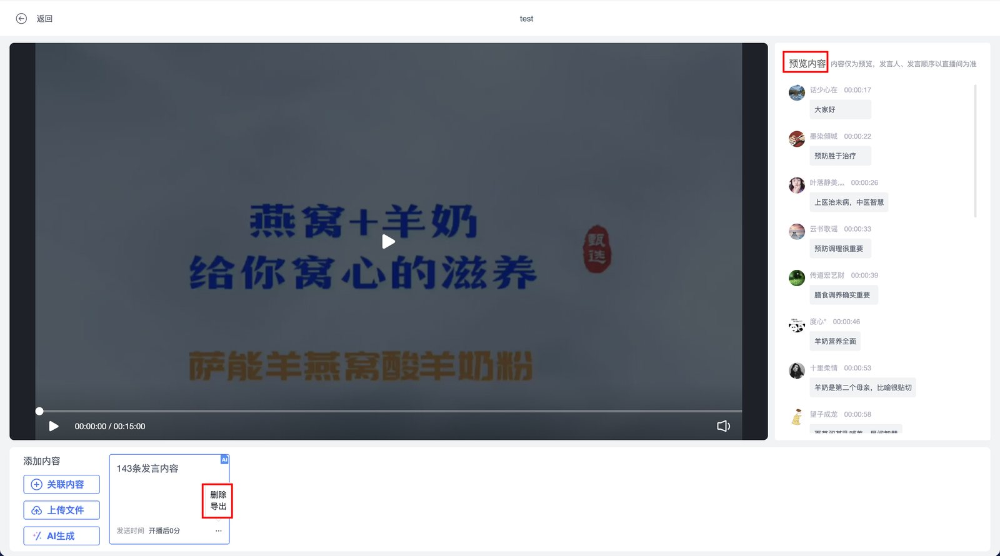 返回
test
燕窝+羊奶
给你窝心的滋养
甄选
萨能羊燕窝酸羊奶粉
00:00:00 / 00:15:00
预览内容 内容仅为预览，发言人、发言顺序以直播间为准
话少心在 00:00:17
大家好
墨染傾城 00:00:22
预防胜于治疗
叶落静美灬 00:00:26
上医治未病，中医智慧
云书歌谣 00:00:33
预防调理很重要
传道宏艺财 00:00:39
膳食调养确实重要
度心° 00:00:46
羊奶营养全面
十里柔情 00:00:53
羊奶是第二个母亲，比喻很贴切
望子成龙 00:00:58
添加内容
关联内容
上传文件
AI生成
AI
143条发言内容
删除
导出
发送时间 开播后0分
...